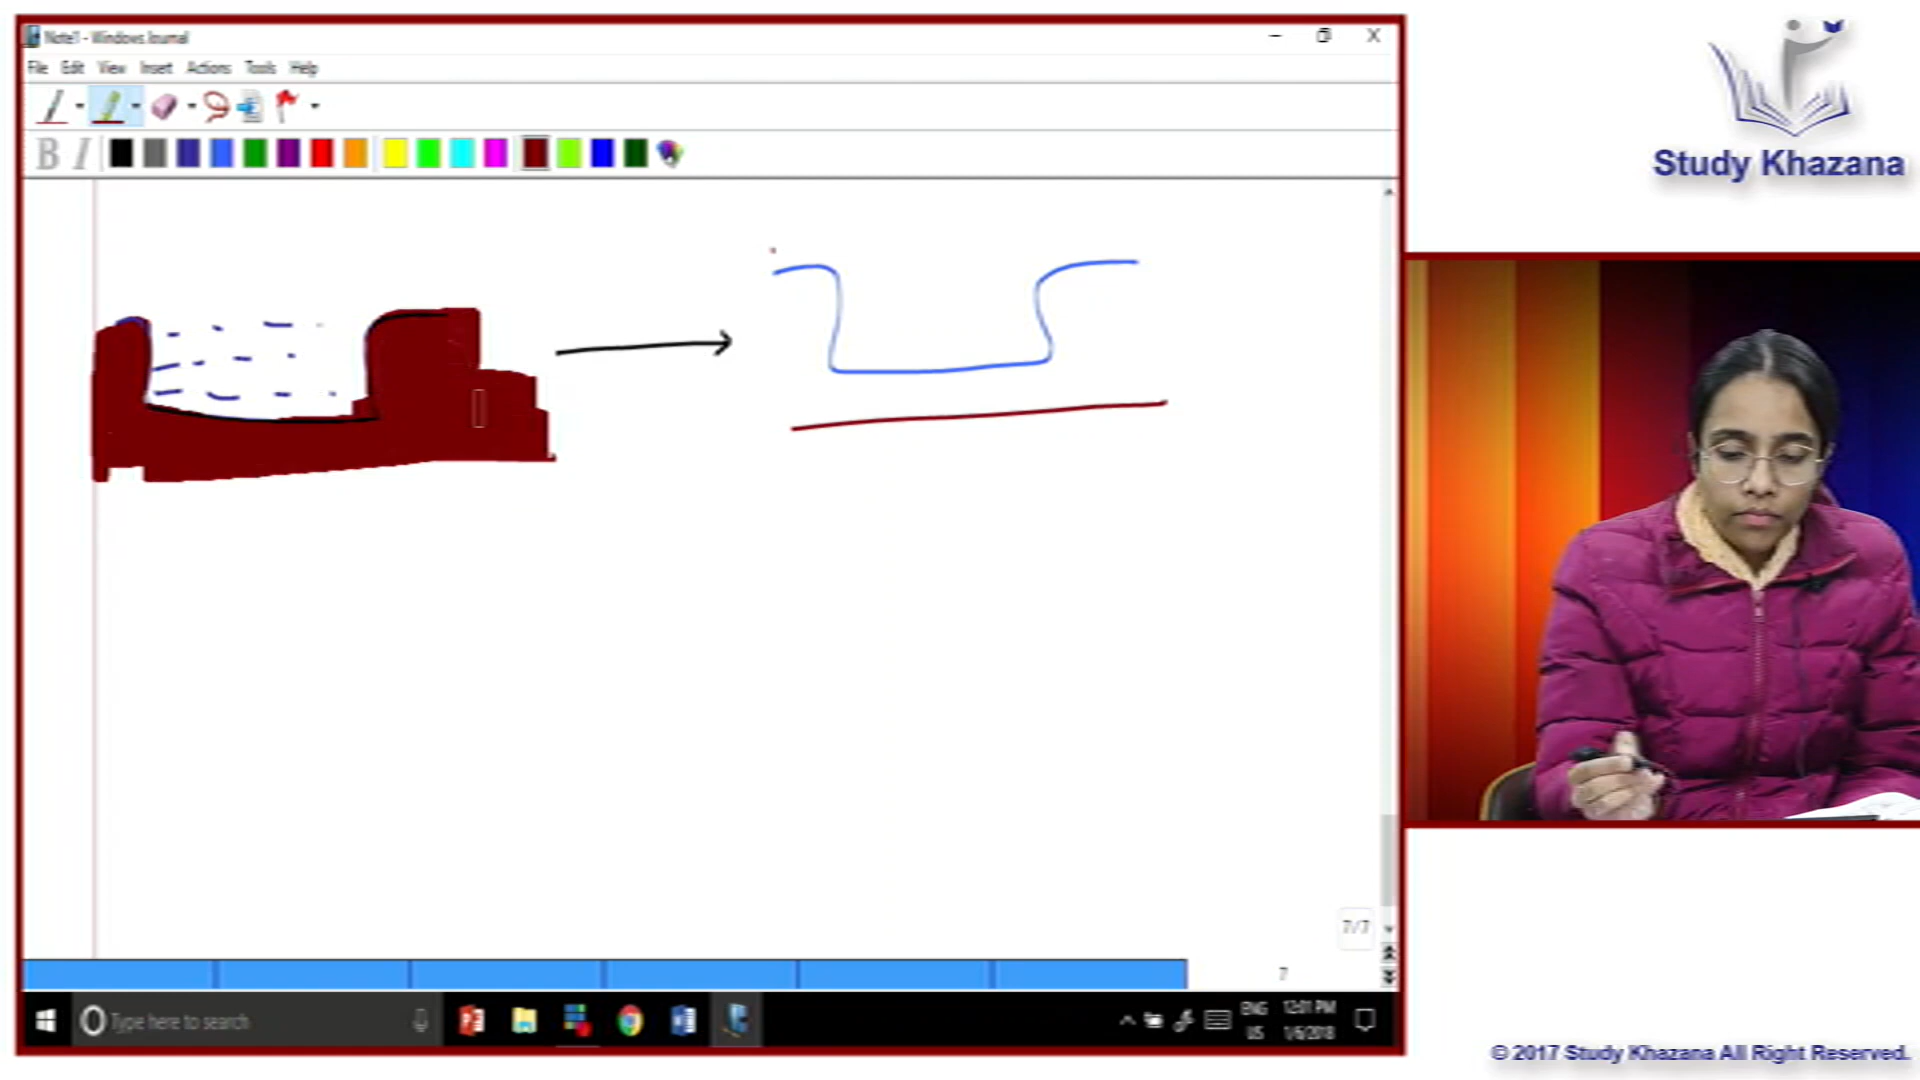 Note1 - Windows Journal
File Edit View Insert Actions Tools Help
B I
Study Khazana
7/7
7
Type here to search
ENG
US
12:01 PM
1/6/2018
© 2017 Study Khazana All Right Reserved.